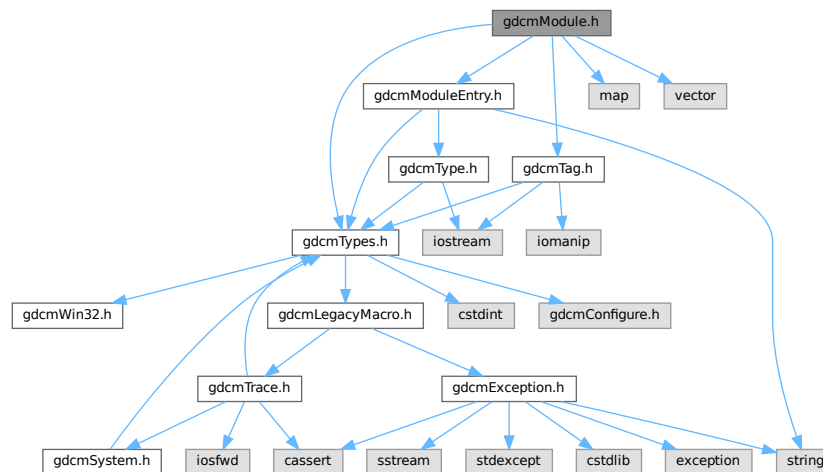 gdcmModule.h
gdcmModuleEntry.h
map
vector
gdcmType.h
gdcmTag.h
gdcmTypes.h
iostream
iomanip
gdcmWin32.h
gdcmLegacyMacro.h
cstdint
gdcmConfigure.h
gdcmTrace.h
gdcmException.h
gdcmSystem.h
iosfwd
cassert
sstream
stdexcept
cstdlib
exception
string